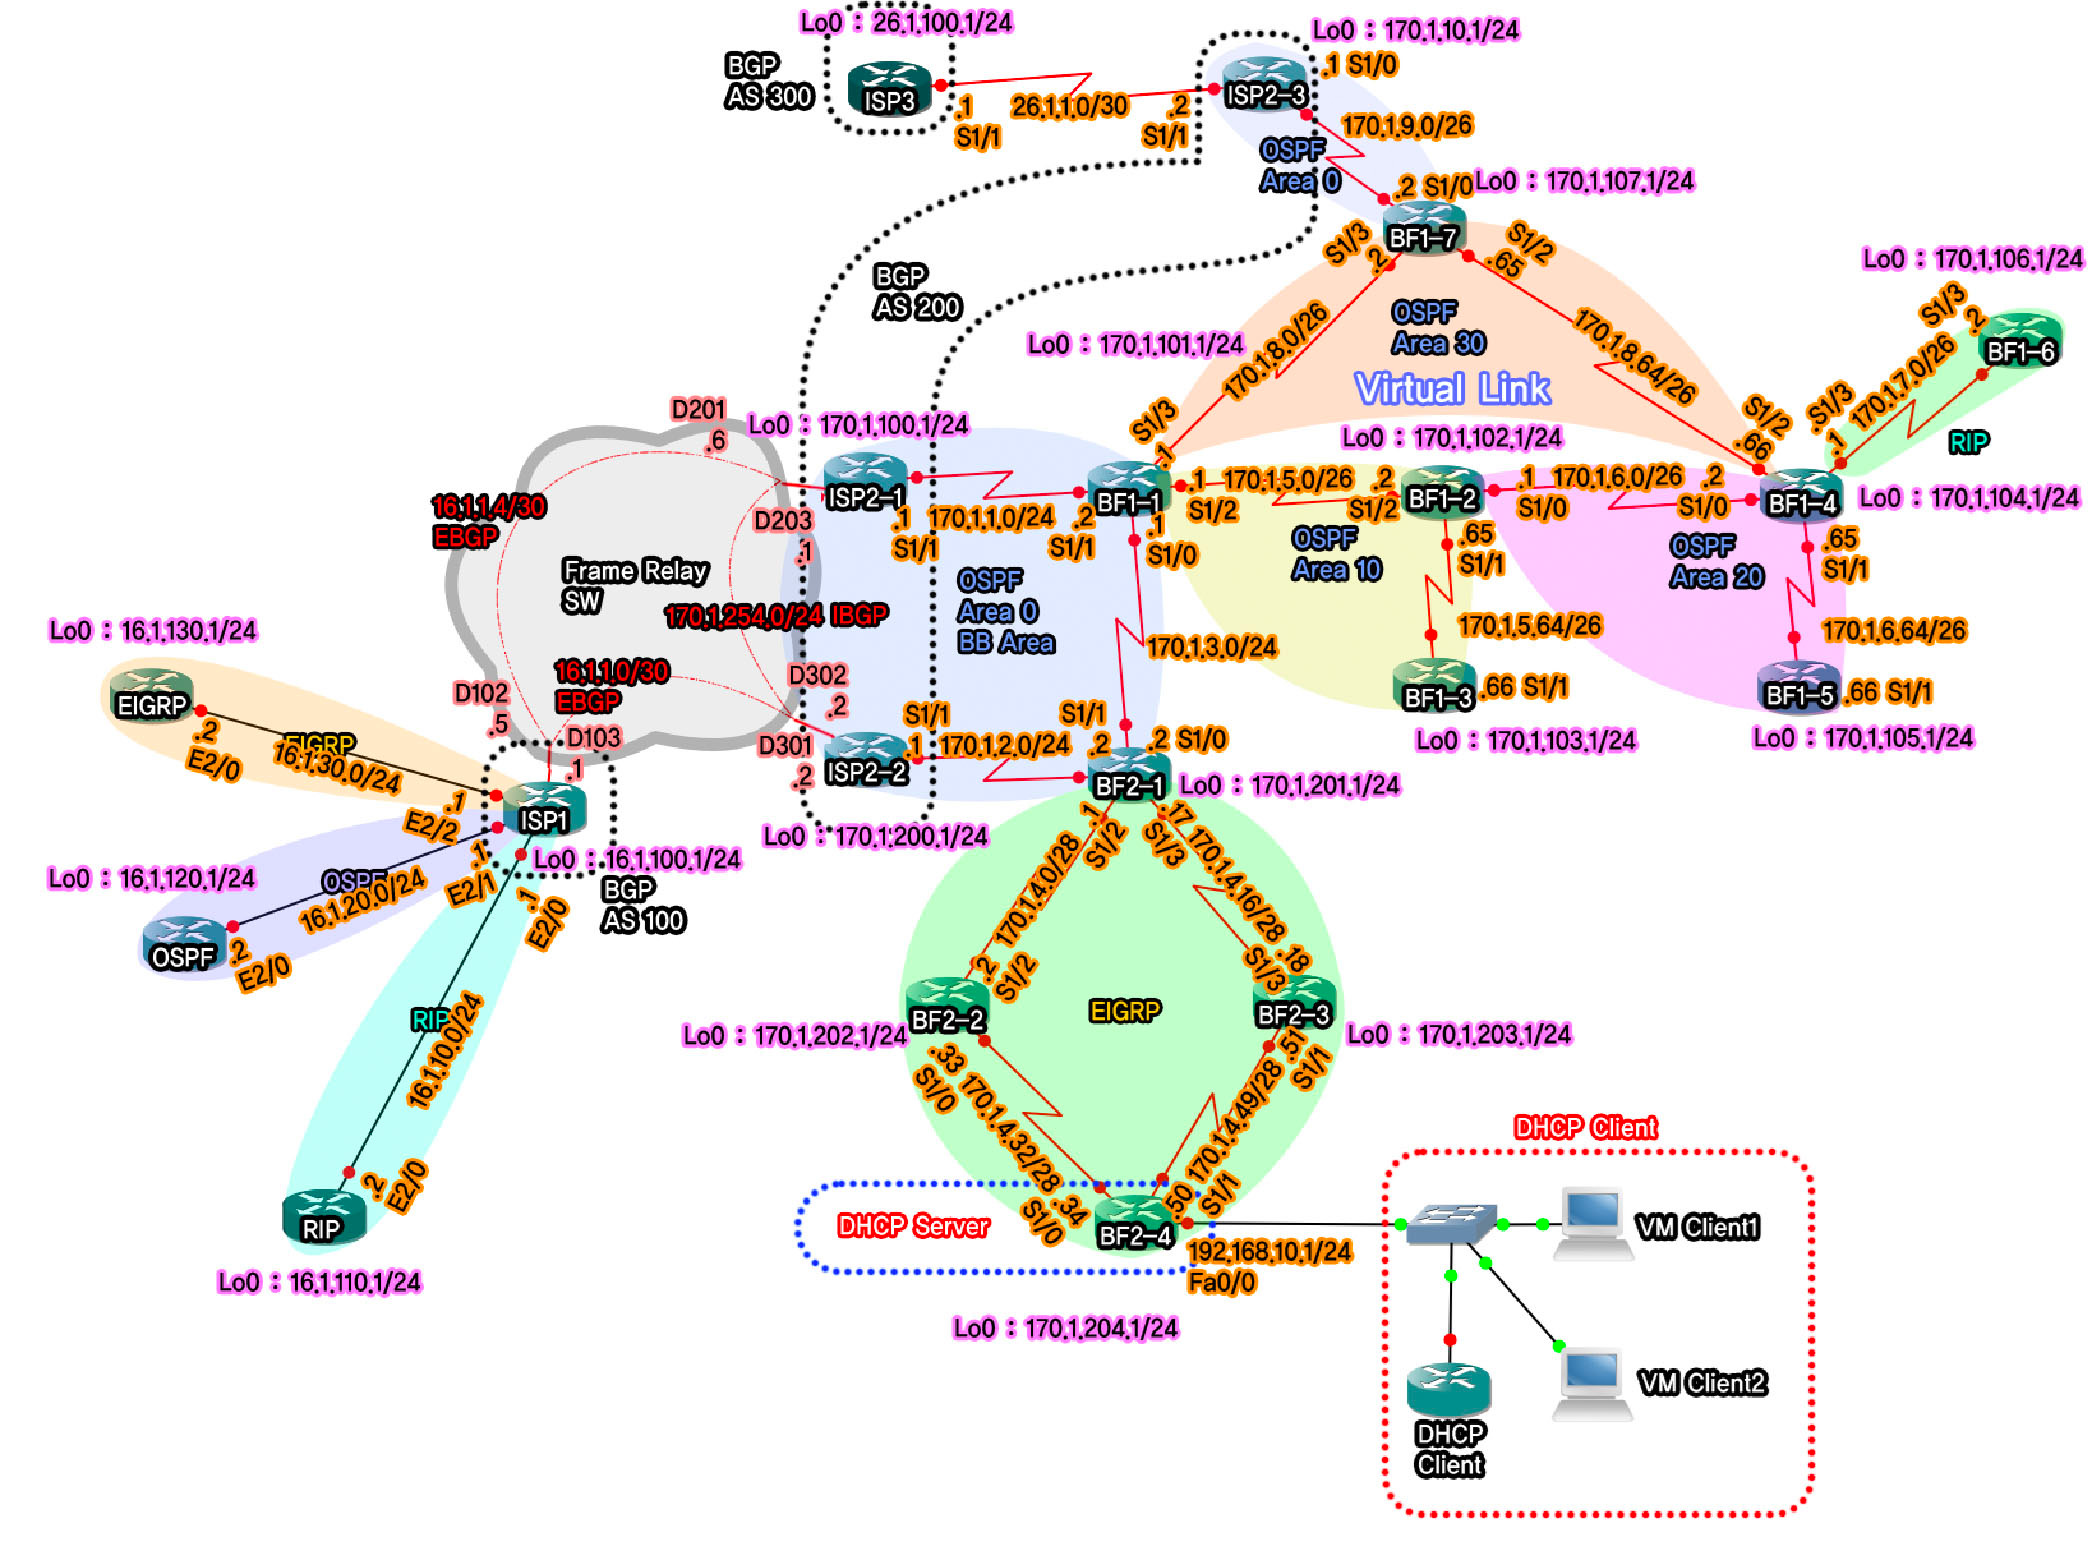 Lo0 : 26.1.100.1/24
Lo0 : 170.1.10.1/24
BGP
AS 300
ISP3
.1
S1/1
26.1.1.0/30
.2
S1/1
ISP2-3
.1 S1/0
170.1.9.0/26
OSPF
Area 0
.2 S1/0
Lo0 : 170.1.107.1/24
BF1-7
S1/3
.2
S1/2
.65
BGP
AS 200
Lo0 : 170.1.106.1/24
S1/3
.2
BF1-6
170.1.7.0/26
RIP
OSPF
Area 30
Virtual Link
170.1.8.0/26
170.1.8.64/26
Lo0 : 170.1.101.1/24
S1/3
.1
S1/2
.66
S1/3
.1
D201
.6
Lo0 : 170.1.100.1/24
Lo0 : 170.1.102.1/24
ISP2-1
BF1-1
.1 170.1.5.0/26 .2
S1/2
S1/2
BF1-2
.1 170.1.6.0/26 .2
S1/0
S1/0
BF1-4
Lo0 : 170.1.104.1/24
16.1.1.4/30
EBGP
D203
.1
.1 170.1.1.0/24 .2
S1/1
S1/1
.1
S1/0
OSPF
Area 10
.65
S1/1
OSPF
Area 20
.65
S1/1
Frame Relay
SW
OSPF
Area 0
BB Area
170.1.254.0/24 IBGP
170.1.3.0/24
170.1.5.64/26
170.1.6.64/26
Lo0 : 16.1.130.1/24
16.1.1.0/30
EBGP
D302
.2
BF1-3
.66 S1/1
BF1-5
.66 S1/1
Lo0 : 170.1.103.1/24
Lo0 : 170.1.105.1/24
EIGRP
.2
E2/0
EIGRP
16.1.30.0/24
.1
E2/2
D102
.5
D103
.1
D301
.2
S1/1
.1 170.1.2.0/24 .2
S1/1
.2 S1/0
ISP2-2
BF2-1
Lo0 : 170.1.201.1/24
ISP1
Lo0 : 170.1.200.1/24
Lo0 : 16.1.100.1/24
BGP
AS 100
Lo0 : 16.1.120.1/24
OSPF
16.1.20.0/24
.1
E2/1
.1
E2/0
OSPF
.2
E2/0
.1
S1/2
.17
S1/3
170.1.4.0/28
170.1.4.16/28
.2
S1/2
.18
S1/3
BF2-2
EIGRP
BF2-3
Lo0 : 170.1.202.1/24
Lo0 : 170.1.203.1/24
RIP
16.1.10.0/24
.33
S1/0
170.1.4.32/28
.51
S1/1
170.1.4.49/28
.2
E2/0
RIP
Lo0 : 16.1.110.1/24
DHCP Client
DHCP Server
.34
S1/0
.50
S1/1
BF2-4
192.168.10.1/24
Fa0/0
Lo0 : 170.1.204.1/24
VM Client1
VM Client2
DHCP
Client